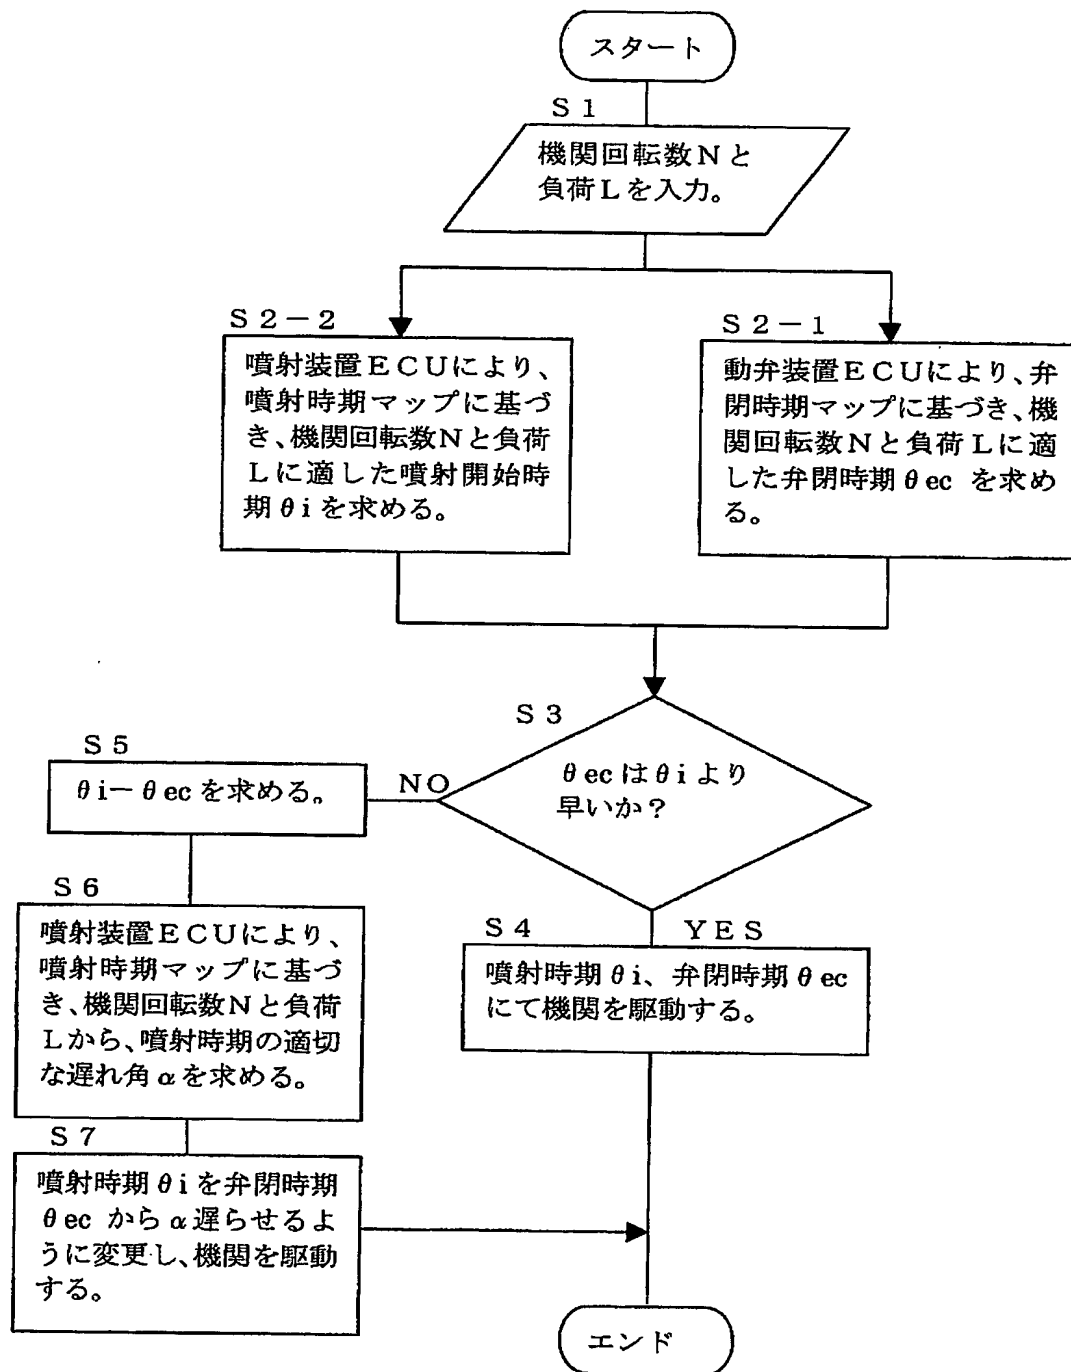 スタート
S1
機関回転数Nと
負荷Lを入力。
S2-2
噴射装置ECUにより、
噴射時期マップに基づ
き、機関回転数Nと負荷
Lに適した噴射開始時
期θiを求める。
S2-1
動弁装置ECUにより、弁
閉時期マップに基づき、機
関回転数Nと負荷Lに適
した弁閉時期θec を求め
る。
S3
θecはθiより
早いか?
NO
YES
S5
θi-θecを求める。
S6
噴射装置ECUにより、
噴射時期マップに基づ
き、機関回転数Nと負荷
Lから、噴射時期の適切
な遅れ角αを求める。
S7
噴射時期θiを弁閉時期
θec からα遅らせるよ
うに変更し、機関を駆動
する。
S4
噴射時期θi、弁閉時期θec
にて機関を駆動する。
エンド